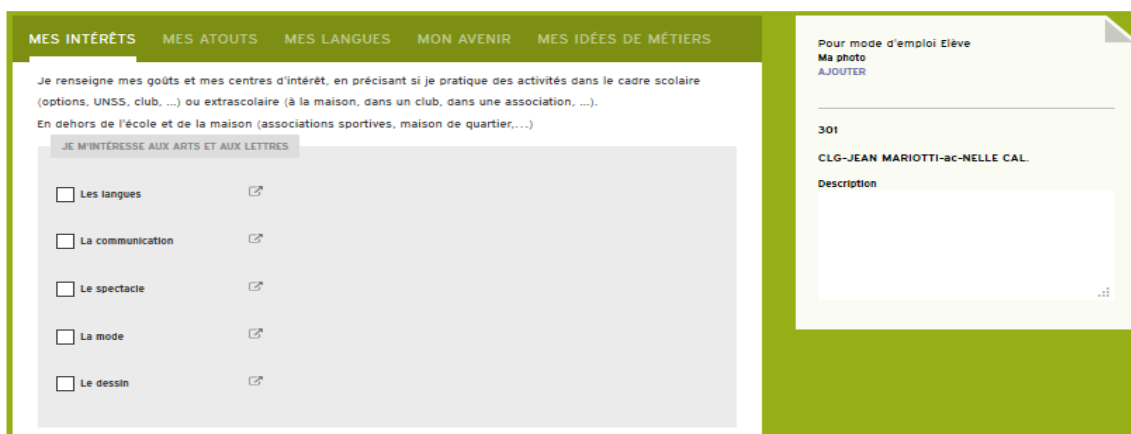 MES INTÉRÊTS MES ATOUTS MES LANGUES MON AVENIR MES IDÉES DE MÉTIERS
Je renseigne mes goûts et mes centres d'intérêt, en précisant si je pratique des activités dans le cadre scolaire
(options, UNSS, club, ...) ou extrascolaire (à la maison, dans un club, dans une association, ...).
En dehors de l'école et de la maison (associations sportives, maison de quartier,...)
JE M'INTÉRESSE AUX ARTS ET AUX LETTRES
Les langues
La communication
Le spectacle
La mode
Le dessin
Pour mode d'emploi Elève
Ma photo
AJOUTER
301
CLG-JEAN MARIOTTI-ac-NELLE CAL.
Description